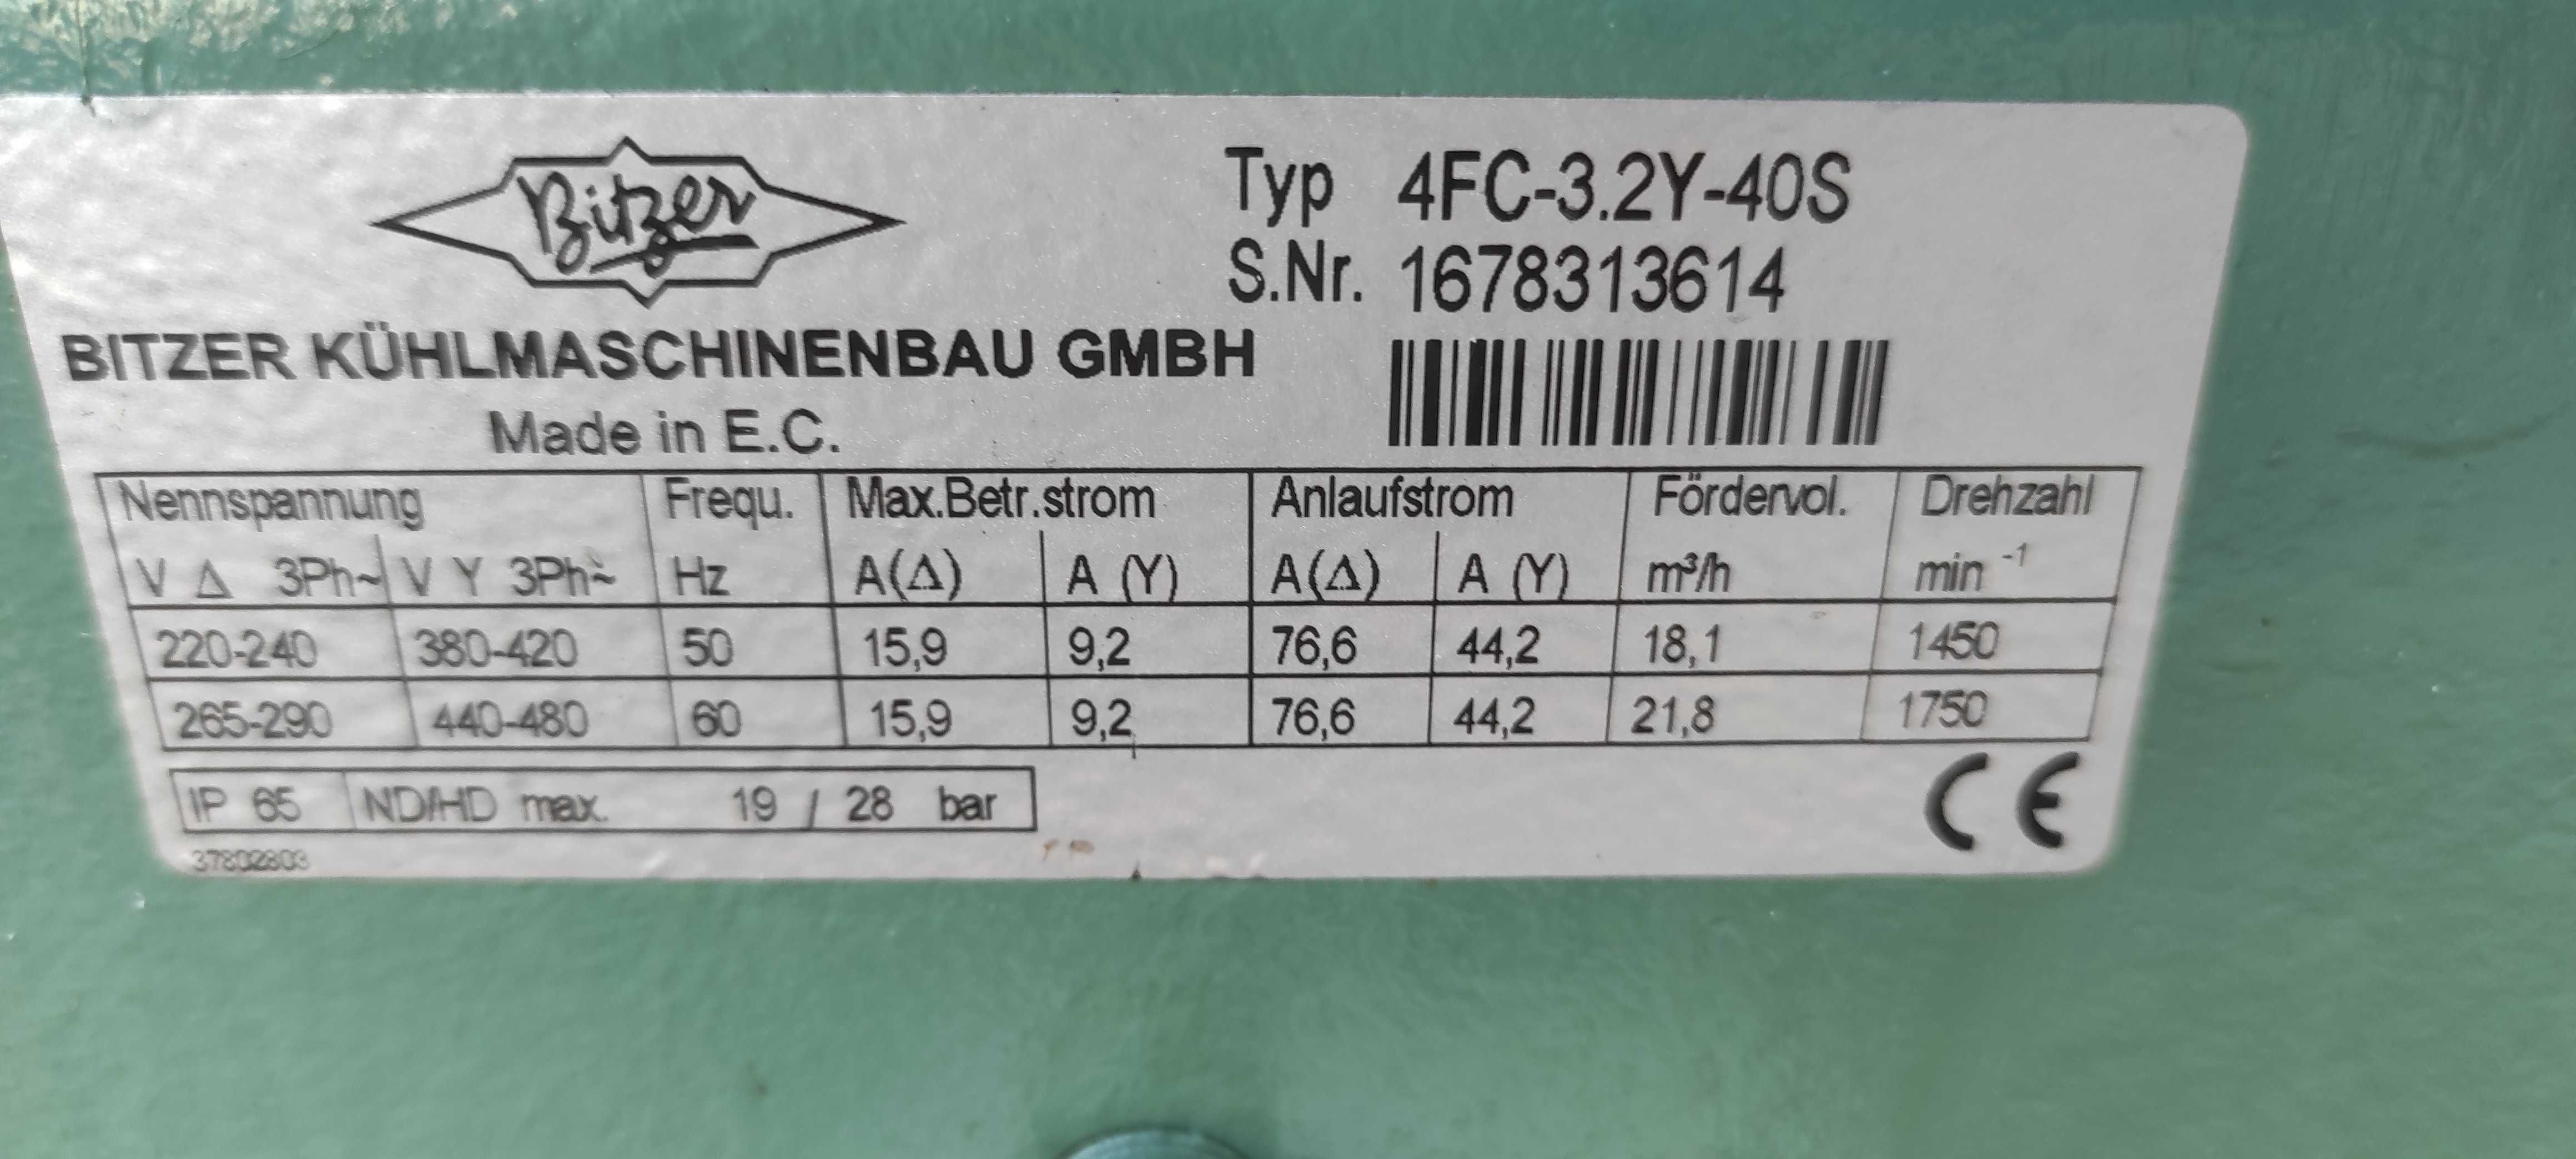 Bitzer
Typ 4FC-3.2Y-40S
S.Nr. 1678313614
BITZER KÜHLMASCHINENBAU GMBH
Made in E.C.
Nennspannung Frequ. Max.Betr.strom Anlaufstrom Fördervol. Drehzahl
V Δ 3Ph~ V Y 3Ph~ Hz A(Δ) A (Y) A(Δ) A (Y) m³/h min -1
220-240 380-420 50 15,9 9,2 76,6 44,2 18,1 1450
265-290 440-480 60 15,9 9,2 76,6 44,2 21,8 1750
IP 65 ND/HD max. 19 / 28 bar
CE
37802803